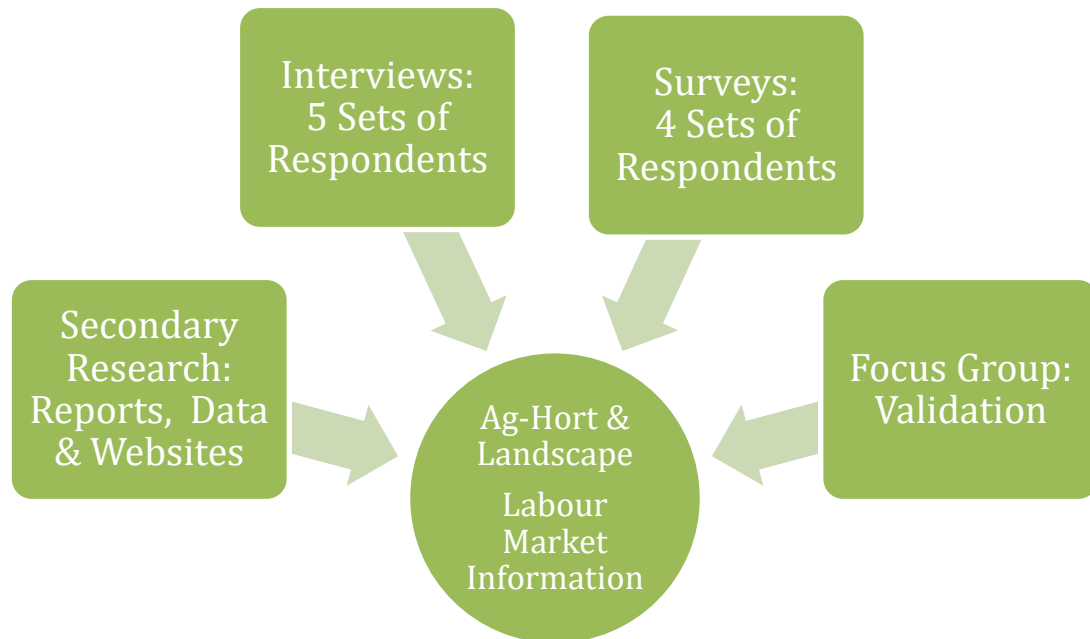 Interviews:
5 Sets of
Respondents
Surveys:
4 Sets of
Respondents
Secondary
Research:
Reports, Data
& Websites
Focus Group:
Validation
Ag-Hort &
Landscape
Labour
Market
Information